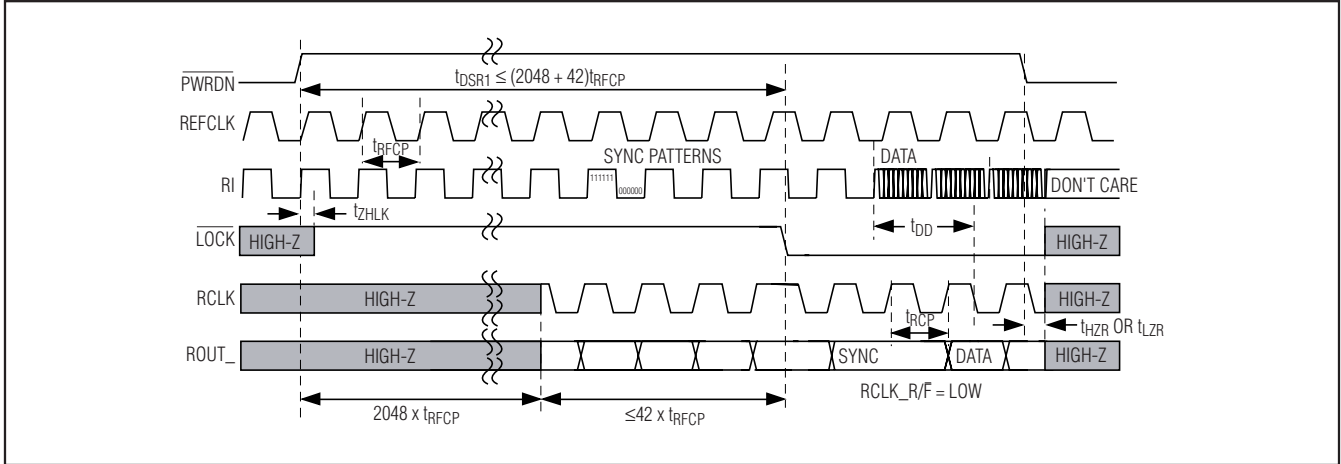 PWRDN
tDSR1 ≤ (2048 + 42)tRFCP
REFCLK
tRFCP
SYNC PATTERNS
DATA
RI
111111
000000
DON'T CARE
tZHLK
tDD
LOCK
HIGH-Z
HIGH-Z
RCLK
HIGH-Z
HIGH-Z
tRCP
tHZR OR tLZR
ROUT_
HIGH-Z
SYNC
DATA
HIGH-Z
RCLK_R/F̅ = LOW
2048 x tRFCP
≤42 x tRFCP